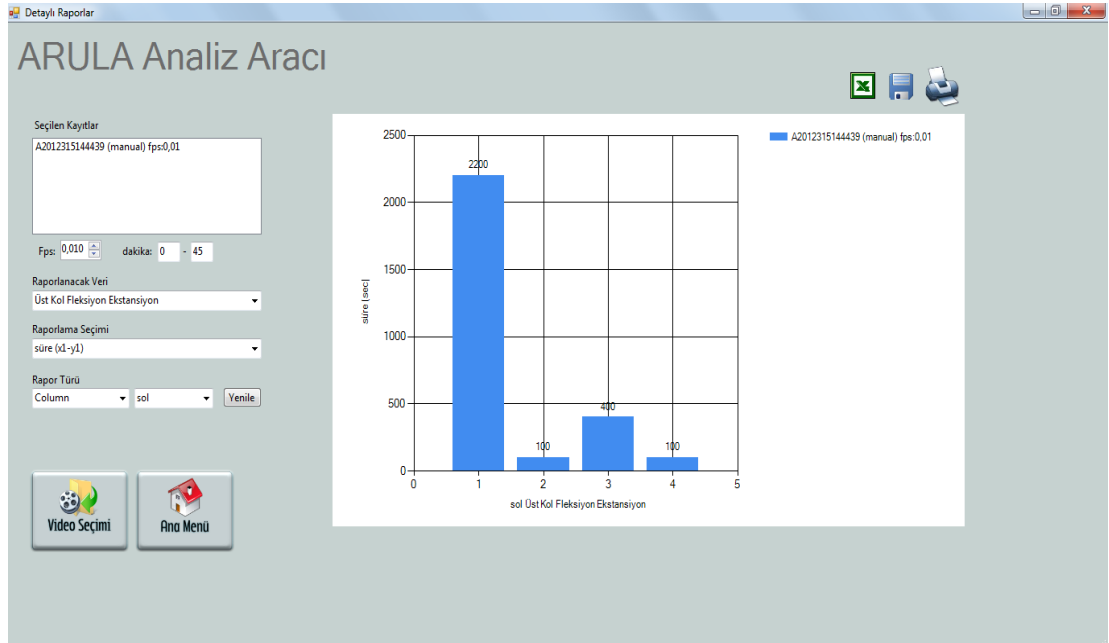 Detaylı Raporlar
ARULA Analiz Aracı
Seçilen Kayıtlar
A2012315144439 (manual) fps:0,01
Fps: 0,010 dakika: 0 - 45
Raporlanacak Veri
Üst Kol Fleksiyon Ekstansiyon
Raporlama Seçimi
süre (x1-y1)
Rapor Türü
Column sol Yenile
Video Seçimi Ana Menü
2500
2000
1500
1000
500
0
süre [sec]
2200
100
400
100
0 1 2 3 4 5
sol Üst Kol Fleksiyon Ekstansiyon
A2012315144439 (manual) fps:0,01